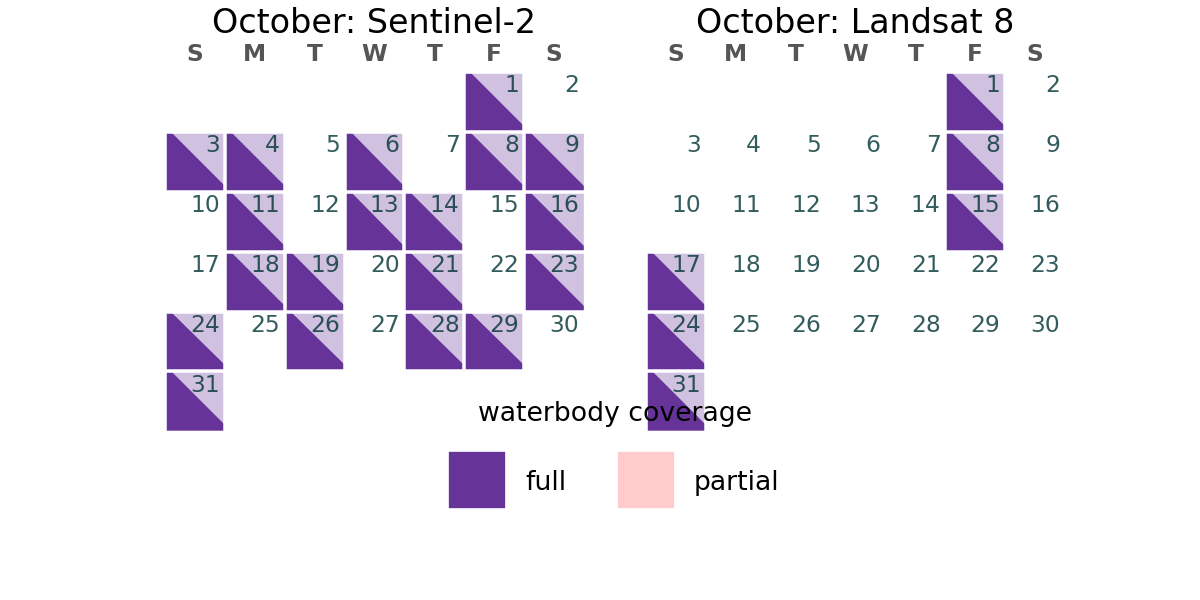 October: Sentinel-2
S M T W T F S
1 2
3 4 5 6 7 8 9
10 11 12 13 14 15 16
17 18 19 20 21 22 23
24 25 26 27 28 29 30
31
October: Landsat 8
S M T W T F S
1 2
3 4 5 6 7 8 9
10 11 12 13 14 15 16
17 18 19 20 21 22 23
24 25 26 27 28 29 30
31
waterbody coverage
full partial